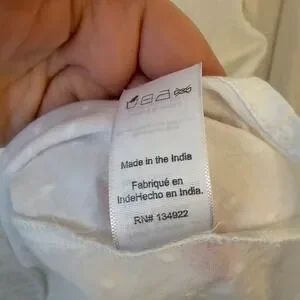 Made in the India
Fabriqué en
IndeHecho en India.
RN# 134922